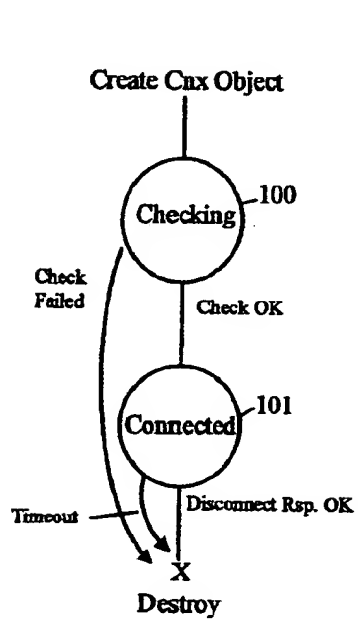 Create Cnx Object
100
Checking
Check
Failed
Check OK
101
Connected
Disconnect Rsp. OK
Timeout
X
Destroy